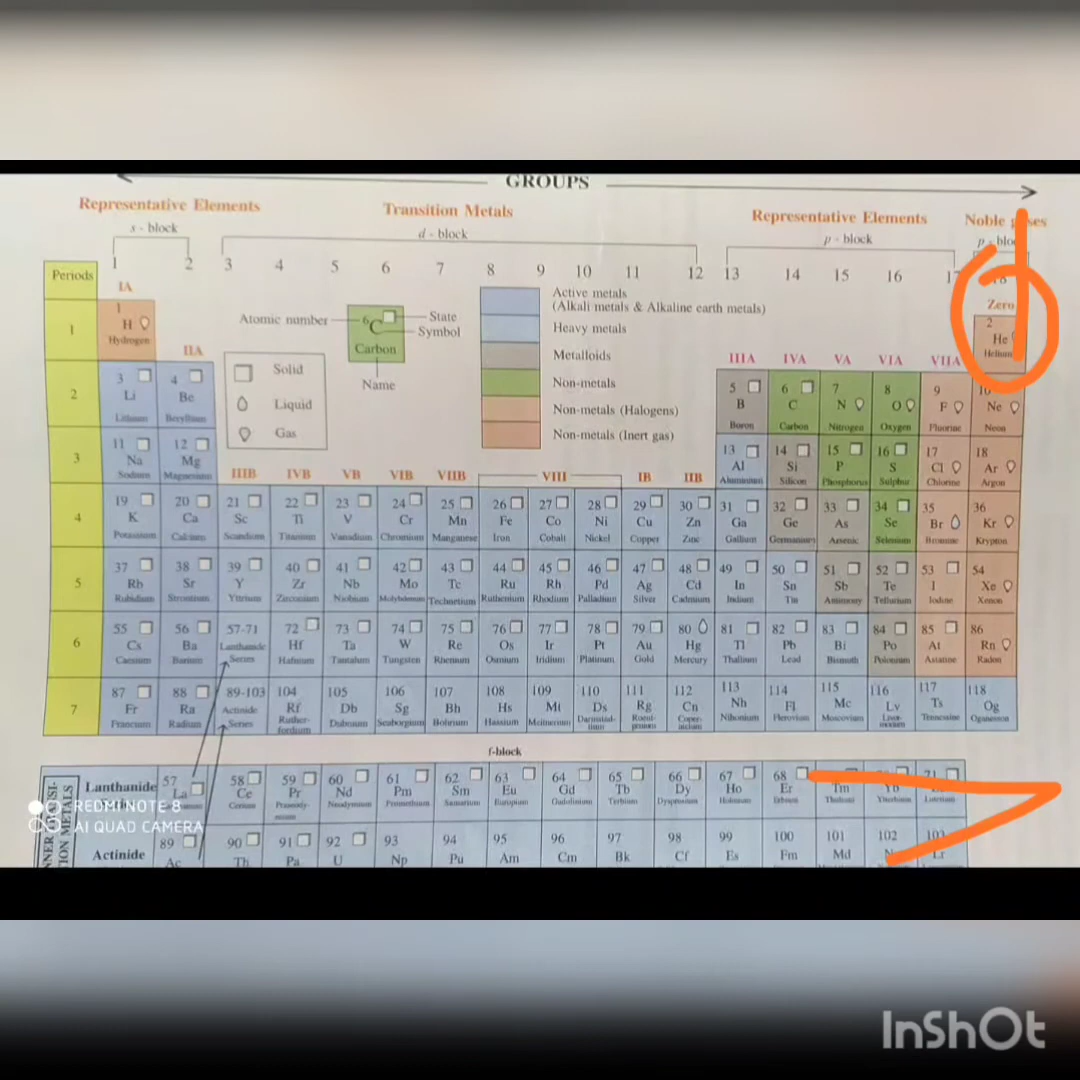 GROUPS
Representative Elements Transition Metals Representative Elements Noble
s - block d - block p - block
1 2 3 4 5 6 7 8 9 10 11 12 13 14 15 16
Periods
IA Zero
Active metals
(Alkali metals & Alkaline earth metals)
Heavy metals
Metalloids
Non-metals
Non-metals (Halogens)
Non-metals (Inert gas)
Atomic number 6 C State
Symbol
Carbon
Name
Solid
Liquid
Gas
1 1 H Hydrogen 2 He Helium
IIA IIIA IVA VA VIA VIIA
2 3 Li Lithium 4 Be Beryllium 5 B Boron 6 C Carbon 7 N Nitrogen 8 O Oxygen 9 F Fluorine 10 Ne Neon
3 11 Na Sodium 12 Mg Magnesium 13 Al Aluminium 14 Si Silicon 15 P Phosphorus 16 S Sulphur 17 Cl Chlorine 18 Ar Argon
IIIB IVB VB VIB VIIB VIII IB IIB
4 19 K Potassium 20 Ca Calcium 21 Sc Scandium 22 Ti Titanium 23 V Vanadium 24 Cr Chromium 25 Mn Manganese 26 Fe Iron 27 Co Cobalt 28 Ni Nickel 29 Cu Copper 30 Zn Zinc 31 Ga Gallium 32 Ge Germanium 33 As Arsenic 34 Se Selenium 35 Br Bromine 36 Kr Krypton
5 37 Rb Rubidium 38 Sr Strontium 39 Y Yttrium 40 Zr Zirconium 41 Nb Niobium 42 Mo Molybdenum 43 Tc Technetium 44 Ru Ruthenium 45 Rh Rhodium 46 Pd Palladium 47 Ag Silver 48 Cd Cadmium 49 In Indium 50 Sn Tin 51 Sb Antimony 52 Te Tellurium 53 I Iodine 54 Xe Xenon
6 55 Cs Caesium 56 Ba Barium 57-71 Lanthanide Series 72 Hf Hafnium 73 Ta Tantalum 74 W Tungsten 75 Re Rhenium 76 Os Osmium 77 Ir Iridium 78 Pt Platinum 79 Au Gold 80 Hg Mercury 81 Tl Thallium 82 Pb Lead 83 Bi Bismuth 84 Po Polonium 85 At Astatine 86 Rn Radon
7 87 Fr Francium 88 Ra Radium 89-103 Actinide Series 104 Rf Ruther-fordium 105 Db Dubnium 106 Sg Seaborgium 107 Bh Bohrium 108 Hs Hassium 109 Mt Meitnerium 110 Ds Darmstadtium 111 Rg 112 Cn Coper-nicium 113 Nh Nihonium 114 Fl Flerovium 115 Mc Moscovium 116 Lv 117 Ts Tennessine 118 Og Oganesson
f-block
Lanthanide 57 La 58 Ce Cerium 59 Pr 60 Nd Neodymium 61 Pm Promethium 62 Sm Samarium 63 Eu Europium 64 Gd Gadolinium 65 Tb Terbium 66 Dy Dysprosium 67 Ho Holmium 68 Er Erbium Tm Thulium Yb Ytterbium 71 Lutetium
Actinide 89 Ac 90 Th 91 Pa 92 U 93 Np 94 Pu 95 Am 96 Cm 97 Bk 98 Cf 99 Es 100 Fm 101 Md 102 103 Lr
REDMI NOTE 8
AI QUAD CAMERA
InShOt